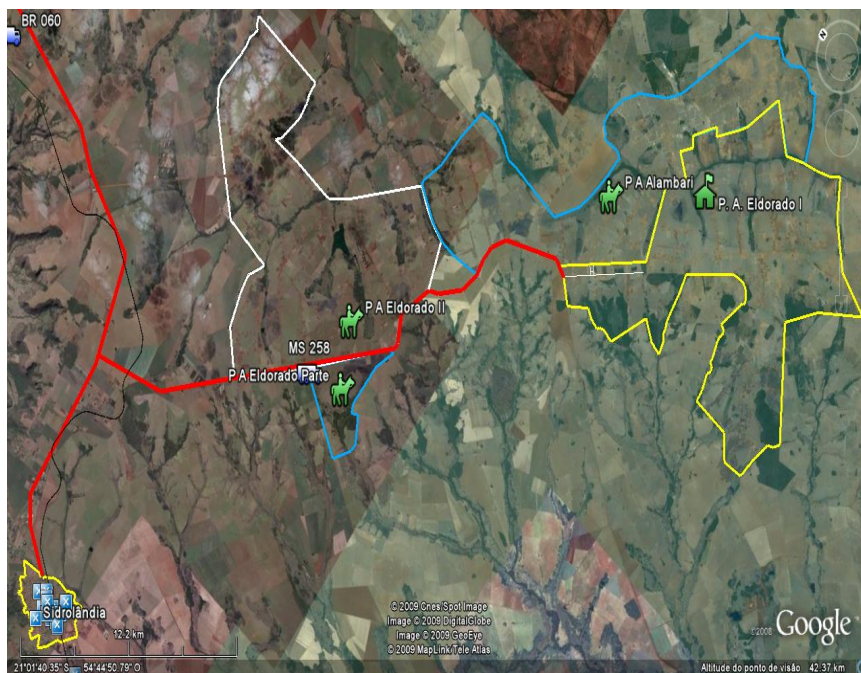 BR 060
P A Alambari
P. A. Eldorado I
P A Eldorado II
MS 258
P A Eldorado Parte
Sidrolândia
12.2 km
© 2009 Cnes/Spot Image
Image © 2009 DigitalGlobe
Image © 2009 GeoEye
© 2009 MapLink/Tele Atlas
©2008 Google
21°01'40.35"S 54°44'50.79"O
Altitude do ponto de visão 42.37 km